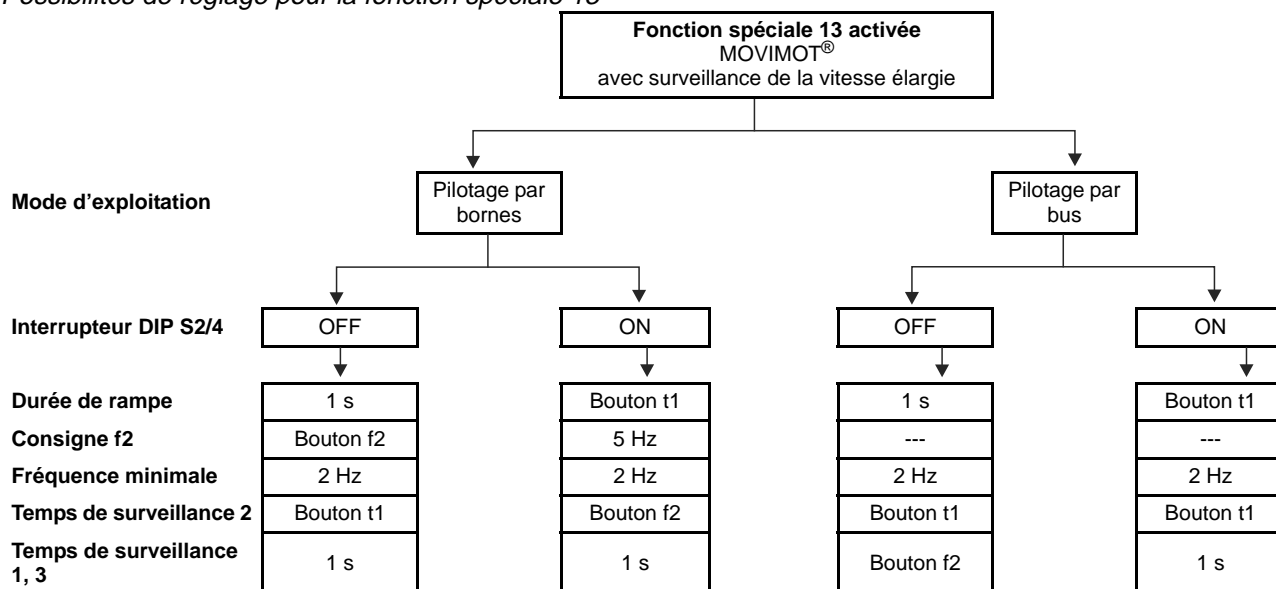 Possibilités de réglage pour la fonction spéciale 13
Fonction spéciale 13 activée
MOVIMOT®
avec surveillance de la vitesse élargie
Mode d’exploitation
Pilotage par
bornes
Pilotage par
bus
Interrupteur DIP S2/4 OFF ON OFF ON
Durée de rampe 1 s Bouton t1 1 s Bouton t1
Consigne f2 Bouton f2 5 Hz --- ---
Fréquence minimale 2 Hz 2 Hz 2 Hz 2 Hz
Temps de surveillance 2 Bouton t1 Bouton f2 Bouton t1 Bouton t1
Temps de surveillance
1, 3 1 s 1 s Bouton f2 1 s